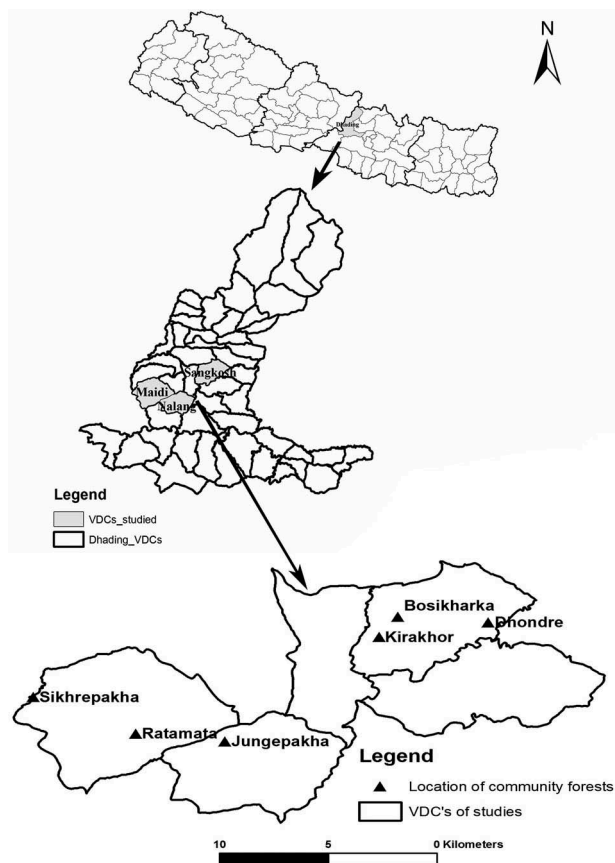 N
Dhading
Sangkosh
Maidi
Nalang
Legend
VDCs_studied
Dhading_VDCs
Bosikharka
Dhondre
Kirakhor
Sikhrepakha
Ratamata
Jungepakha
Legend
Location of community forests
VDC's of studies
10 5 0 Kilometers